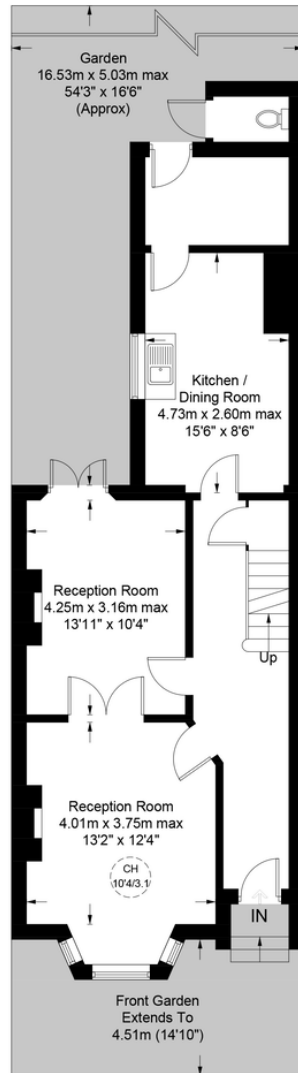 Garden
16.53m x 5.03m max
54'3" x 16'6"
(Approx)
Kitchen /
Dining Room
4.73m x 2.60m max
15'6" x 8'6"
Reception Room
4.25m x 3.16m max
13'11" x 10'4"
Up
Reception Room
4.01m x 3.75m max
13'2" x 12'4"
CH
10'4/3.1
IN
Front Garden
Extends To
4.51m (14'10")